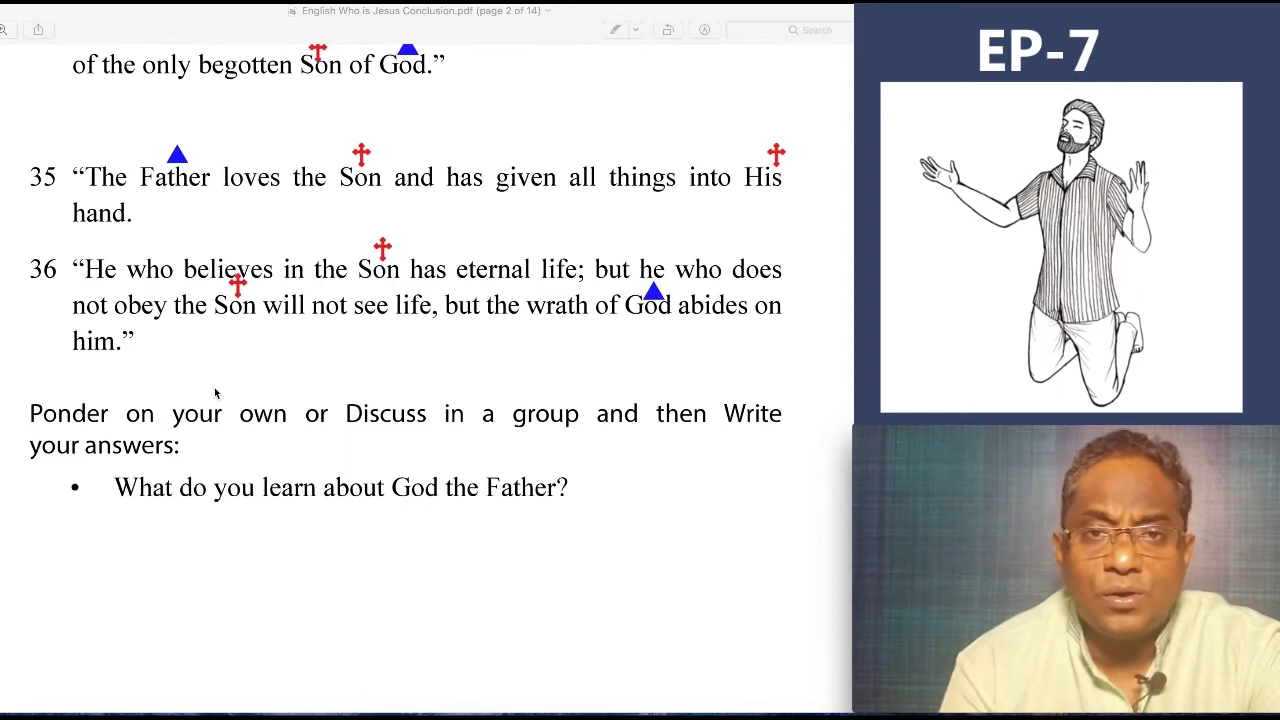 English Who is Jesus Conclusion.pdf (page 2 of 14)
Search
of the only begotten Son of God.”
35 “The Father loves the Son and has given all things into His
hand.
36 “He who believes in the Son has eternal life; but he who does
not obey the Son will not see life, but the wrath of God abides on
him.”
Ponder on your own or Discuss in a group and then Write
your answers:
• What do you learn about God the Father?
EP-7